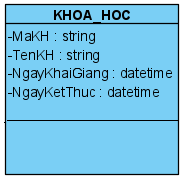 KHOA_HOC
-MaKH : string
-TenKH : string
-NgayKhaiGiang : datetime
-NgayKetThuc : datetime